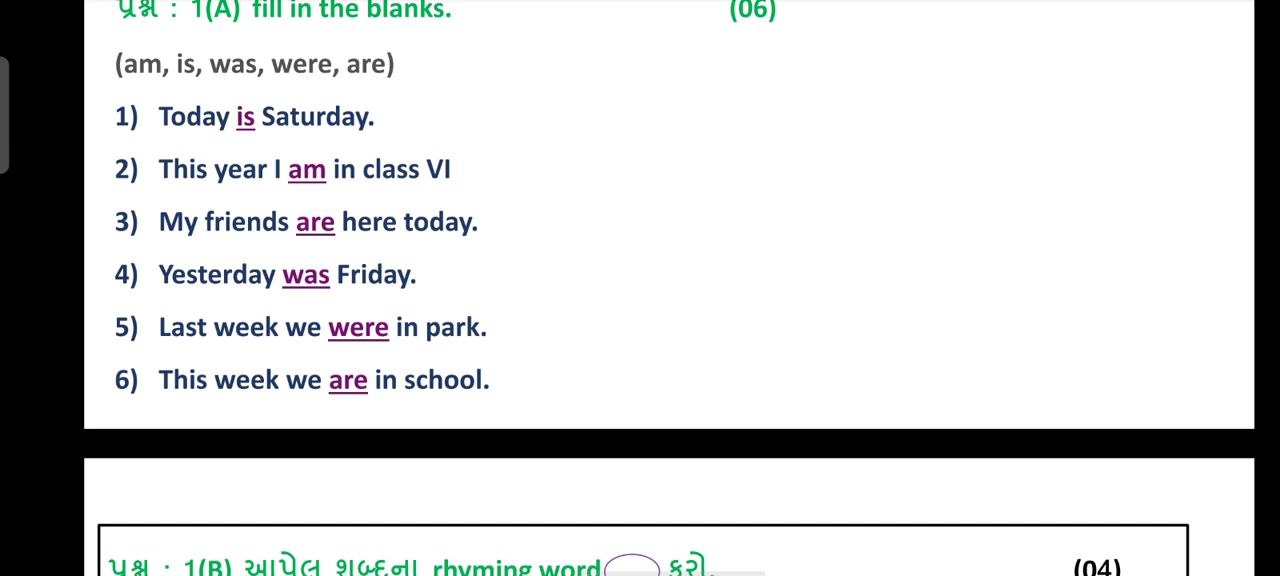 પ્રશ્ન : 1(A) fill in the blanks. (06)
(am, is, was, were, are)
1) Today is Saturday.
2) This year I am in class VI
3) My friends are here today.
4) Yesterday was Friday.
5) Last week we were in park.
6) This week we are in school.
પ્રશ્ન : 1(B) આપેલ શબ્દના rhyming word કરો. (04)